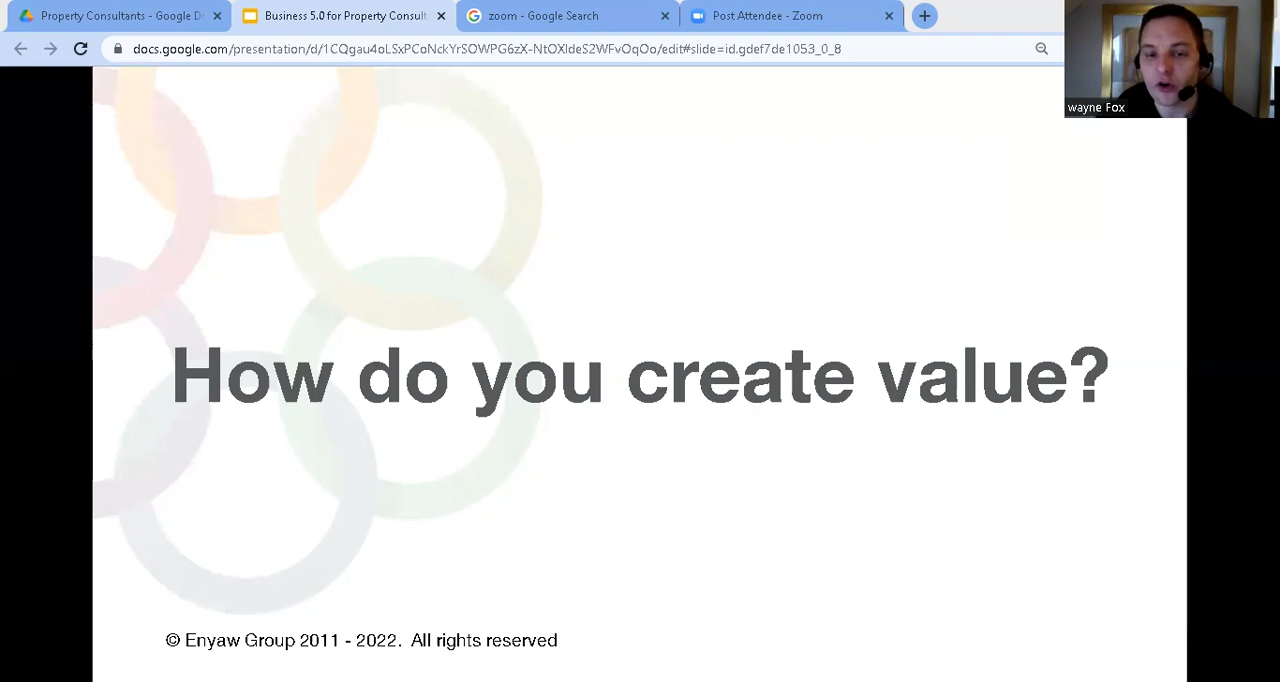 Property Consultants - Google D
Business 5.0 for Property Consult
zoom - Google Search
Post Attendee - Zoom
docs.google.com/presentation/d/1CQgau4oLSxPCoNckYrSOWPG6zX-NtOXldeS2WFvOqOo/edit#slide=id.gdef7de1053_0_8
wayne Fox
How do you create value?
© Enyaw Group 2011 - 2022. All rights reserved